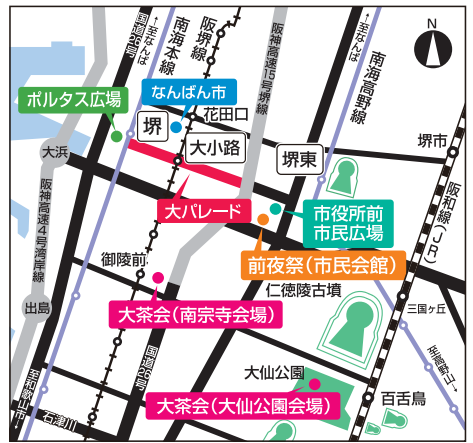 ←至なんば
国道26号
南海本線
阪堺線
阪神高速15号堺線
←至なんば
南海高野線
N
ポルタス広場
なんばん市
花田口
堺
大小路
堺東
堺市
大浜
阪和線(JR)
大パレード
市役所前
市民広場
阪神高速4号湾岸線
御陵前
前夜祭(市民会館)
仁徳陵古墳
出島
大茶会(南宗寺会場)
三国ヶ丘
国道26号
至高野山→
大仙公園
至和歌山市→
大茶会(大仙公園会場)
百舌鳥
石津川